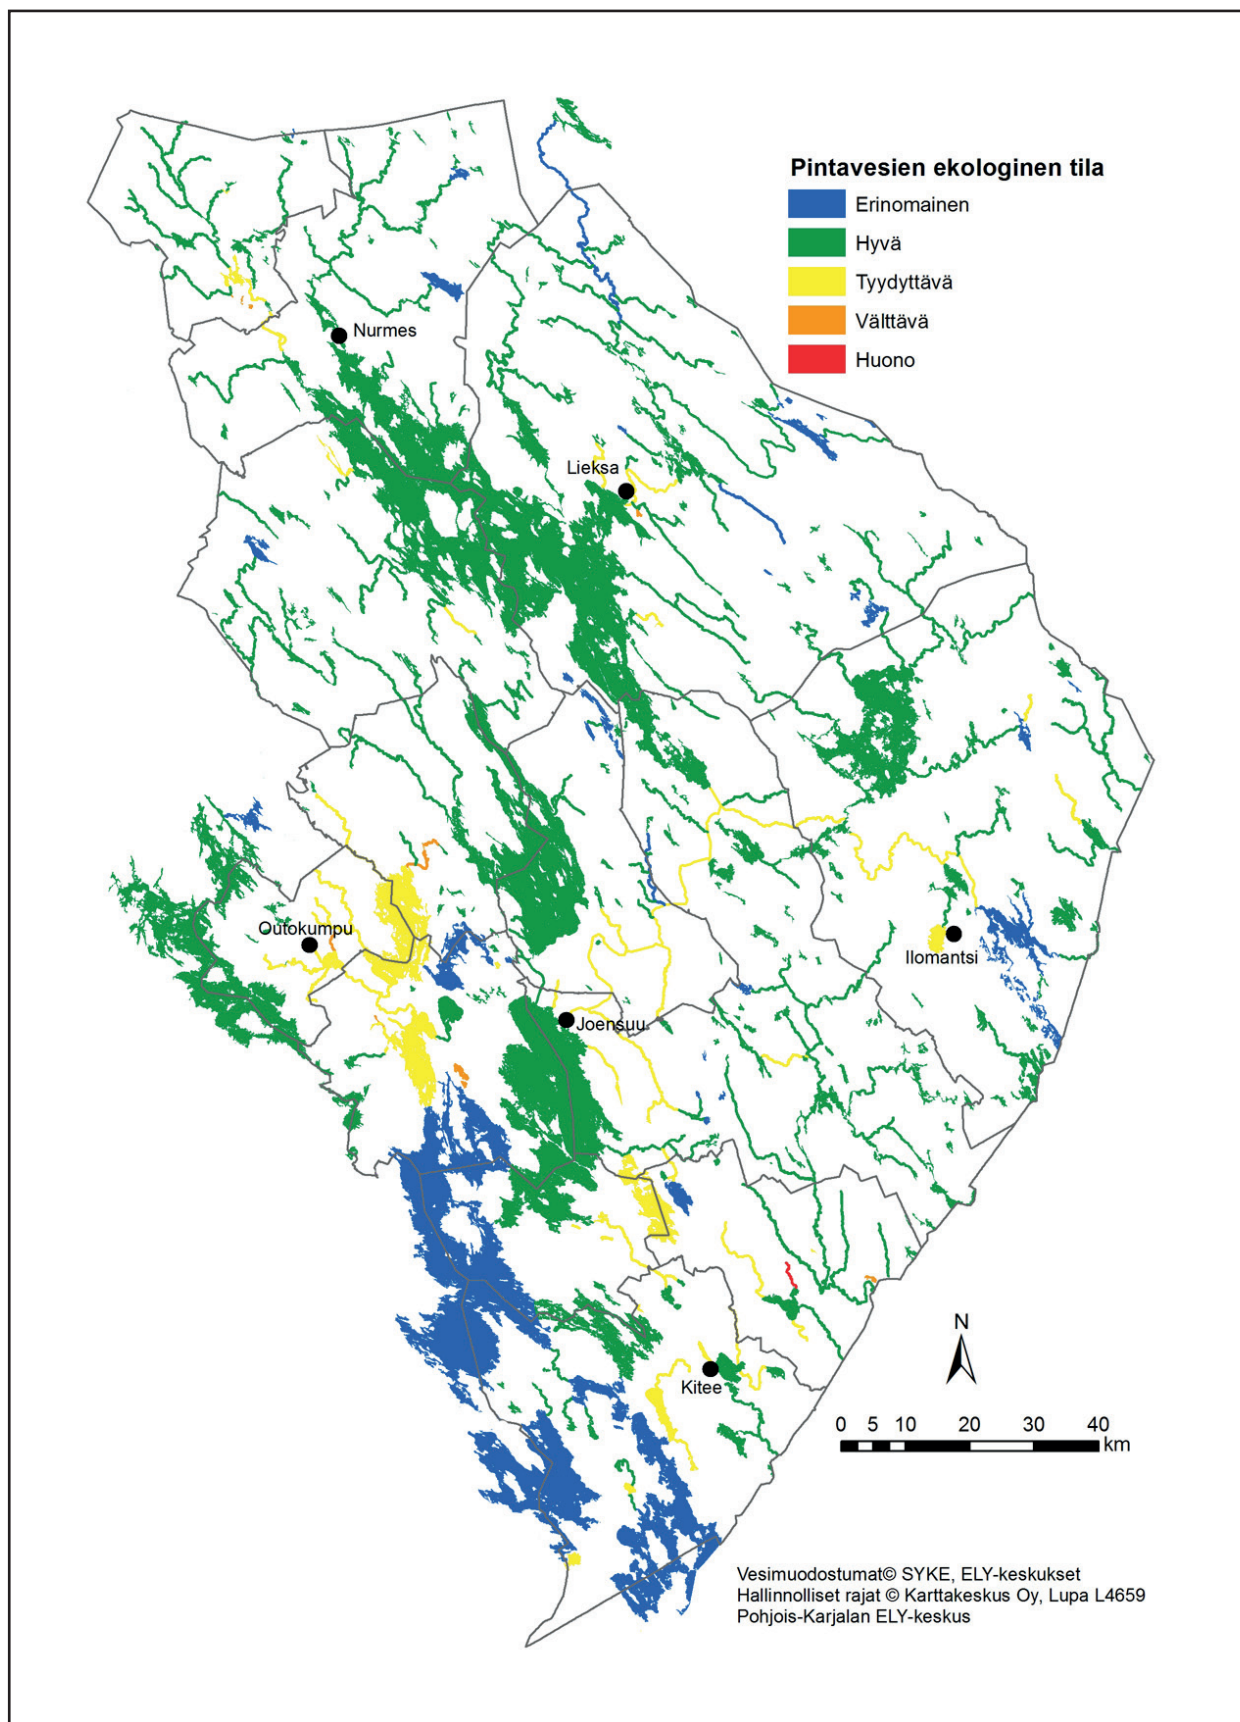 Pintavesien ekologinen tila
Erinomainen
Hyvä
Tyydyttävä
Välttävä
Huono
Nurmes
Lieksa
Outokumpu
Ilomantsi
Joensuu
Kitee
N
0 5 10 20 30 40
km
Vesimuodostumat© SYKE, ELY-keskukset
Hallinnolliset rajat © Karttakeskus Oy, Lupa L4659
Pohjois-Karjalan ELY-keskus